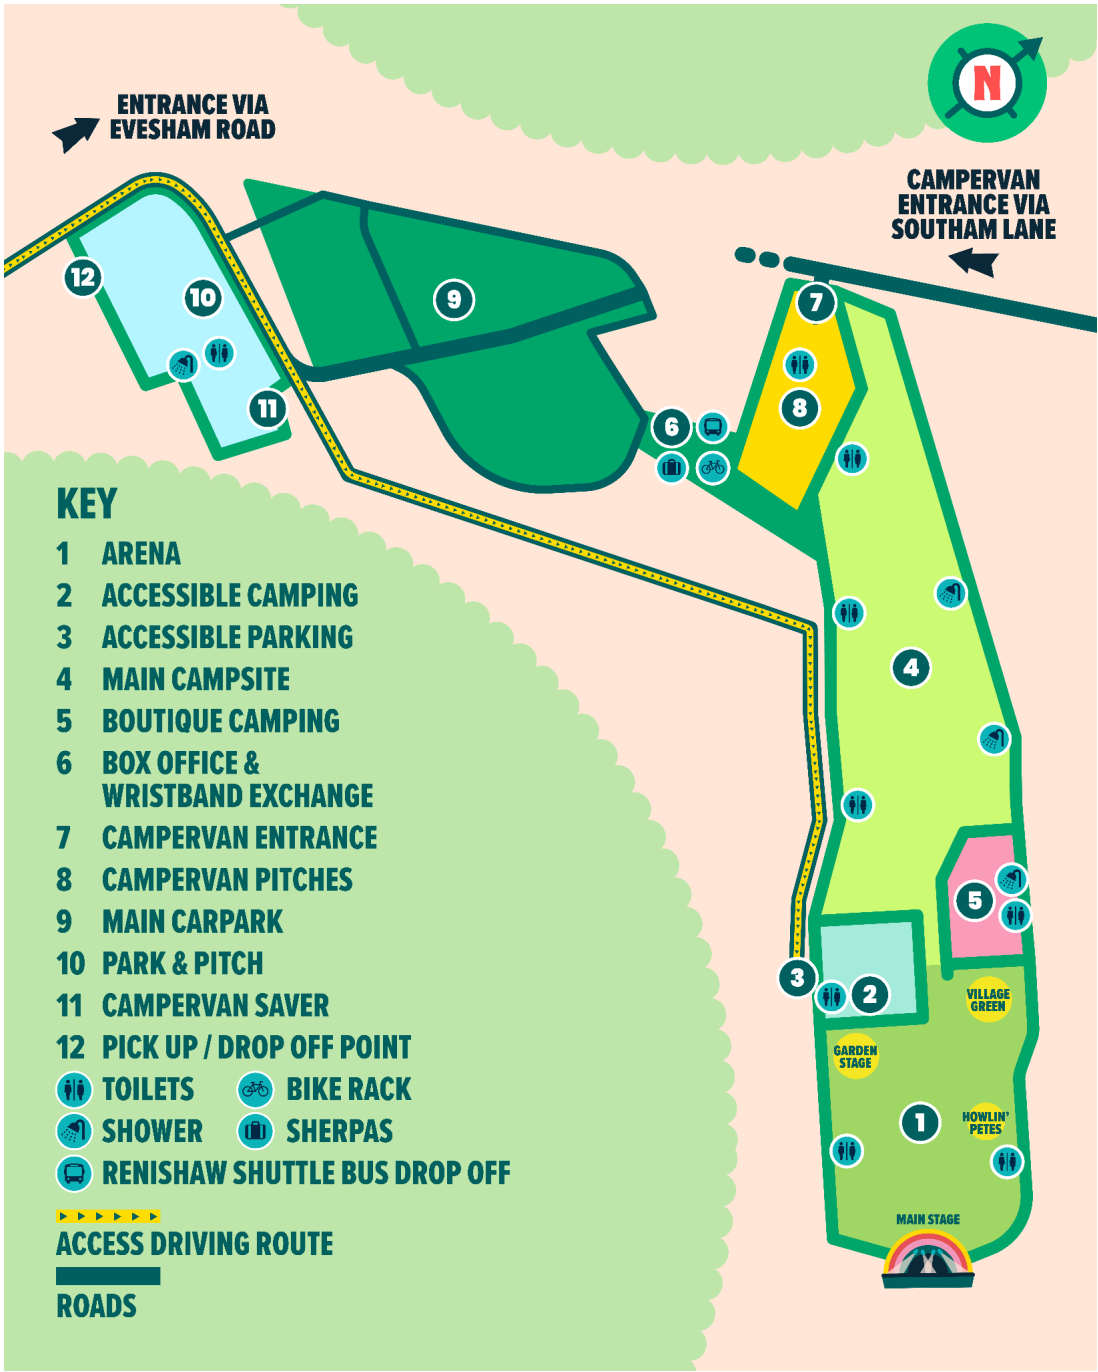 N
ENTRANCE VIA
EVESHAM ROAD
CAMPERVAN
ENTRANCE VIA
SOUTHAM LANE
12
10
9
7
11
8
6
4
5
3
2
VILLAGE
GREEN
GARDEN
STAGE
1
HOWLIN'
PETES
MAIN STAGE
KEY
1 ARENA
2 ACCESSIBLE CAMPING
3 ACCESSIBLE PARKING
4 MAIN CAMPSITE
5 BOUTIQUE CAMPING
6 BOX OFFICE &
WRISTBAND EXCHANGE
7 CAMPERVAN ENTRANCE
8 CAMPERVAN PITCHES
9 MAIN CARPARK
10 PARK & PITCH
11 CAMPERVAN SAVER
12 PICK UP / DROP OFF POINT
TOILETS BIKE RACK
SHOWER SHERPAS
RENISHAW SHUTTLE BUS DROP OFF
ACCESS DRIVING ROUTE
ROADS